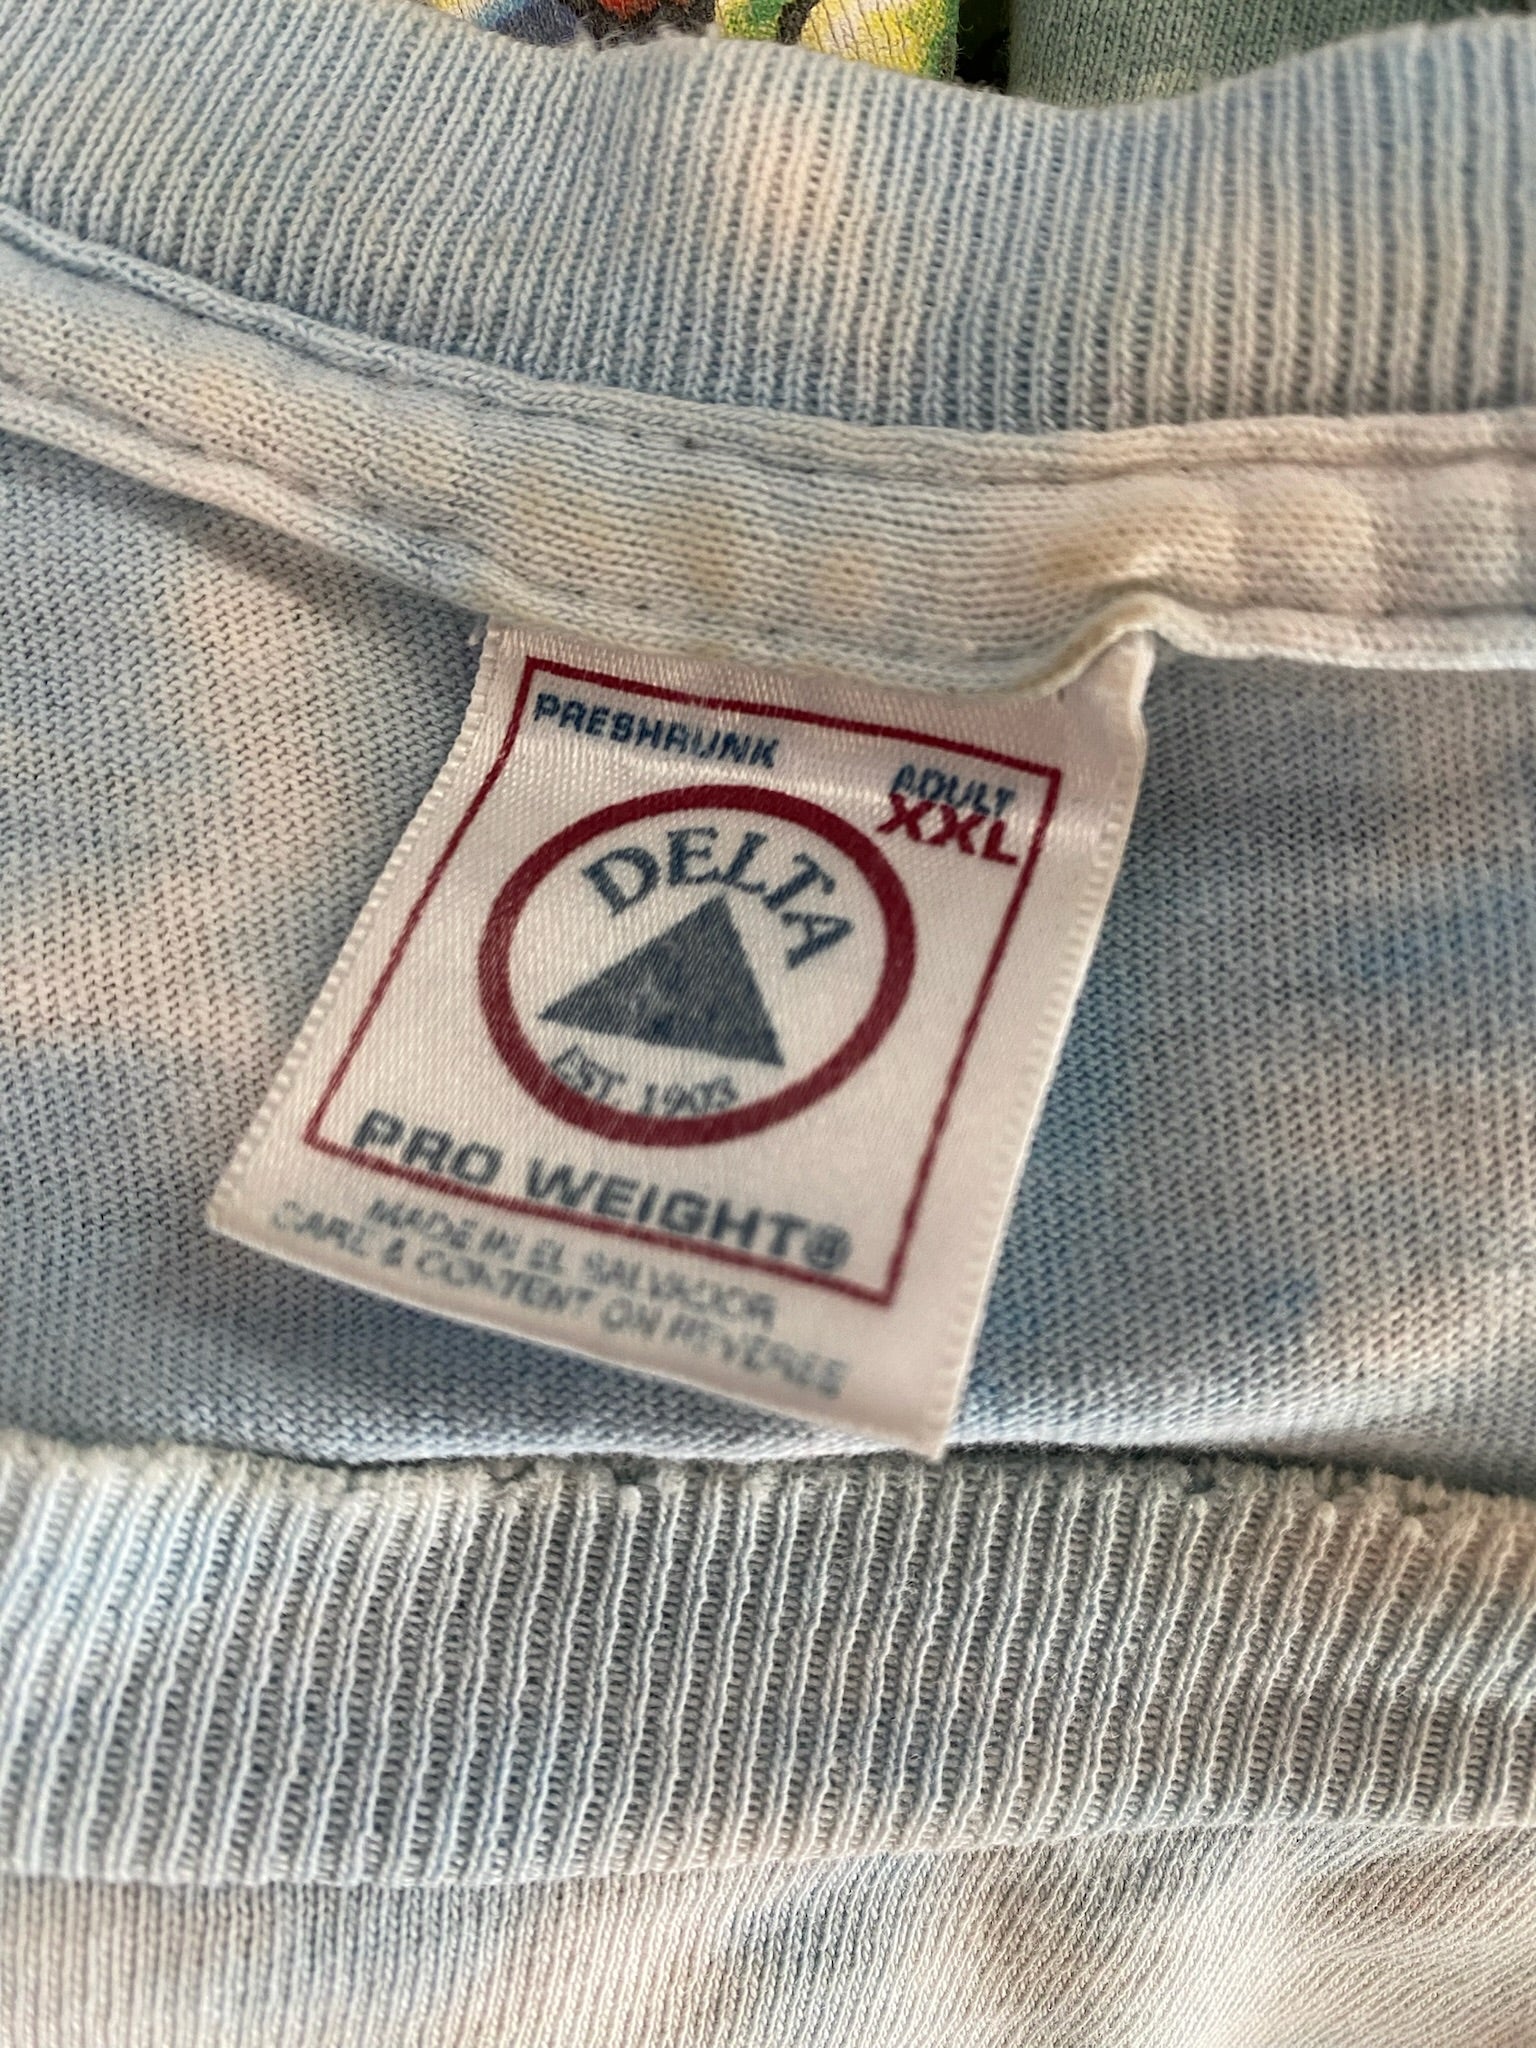 PRESHRUNK
ADULT
XXL
DELTA
EST. 1903
PRO WEIGHT®
MADE IN EL SALVADOR
CARE & CONTENT ON REVERSE